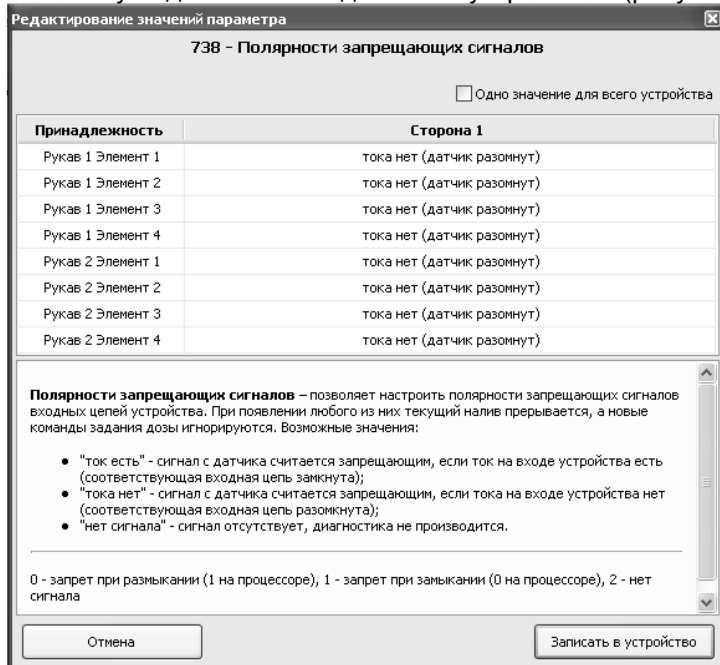 Редактирование значений параметра
738 - Полярности запрещающих сигналов
Одно значение для всего устройства
Принадлежность Сторона 1
Рукав 1 Элемент 1 тока нет (датчик разомнут)
Рукав 1 Элемент 2 тока нет (датчик разомнут)
Рукав 1 Элемент 3 тока нет (датчик разомнут)
Рукав 1 Элемент 4 тока нет (датчик разомнут)
Рукав 2 Элемент 1 тока нет (датчик разомнут)
Рукав 2 Элемент 2 тока нет (датчик разомнут)
Рукав 2 Элемент 3 тока нет (датчик разомнут)
Рукав 2 Элемент 4 тока нет (датчик разомнут)
Полярности запрещающих сигналов – позволяет настроить полярности запрещающих сигналов
входных цепей устройства. При появлении любого из них текущий налив прерывается, а новые
команды задания дозы игнорируются. Возможные значения:
• "ток есть" - сигнал с датчика считается запрещающим, если ток на входе устройства есть
(соответствующая входная цепь замкнута);
• "тока нет" - сигнал с датчика считается запрещающим, если тока на входе устройства нет
(соответствующая входная цепь разомкнута);
• "нет сигнала" - сигнал отсутствует, диагностика не производится.
0 - запрет при размыкании (1 на процессоре), 1 - запрет при замыкании (0 на процессоре), 2 - нет
сигнала
Отмена Записать в устройство